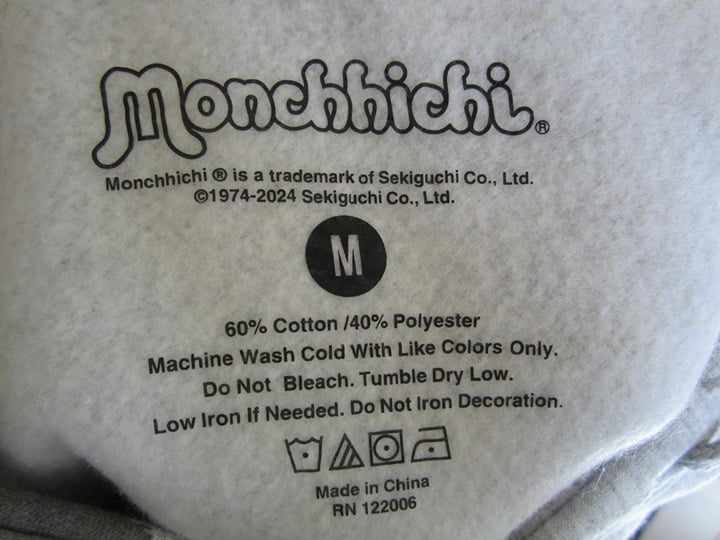 Monchhichi®
Monchhichi ® is a trademark of Sekiguchi Co., Ltd.
©1974-2024 Sekiguchi Co., Ltd.
M
60% Cotton /40% Polyester
Machine Wash Cold With Like Colors Only.
Do Not Bleach. Tumble Dry Low.
Low Iron If Needed. Do Not Iron Decoration.
Made in China
RN 122006